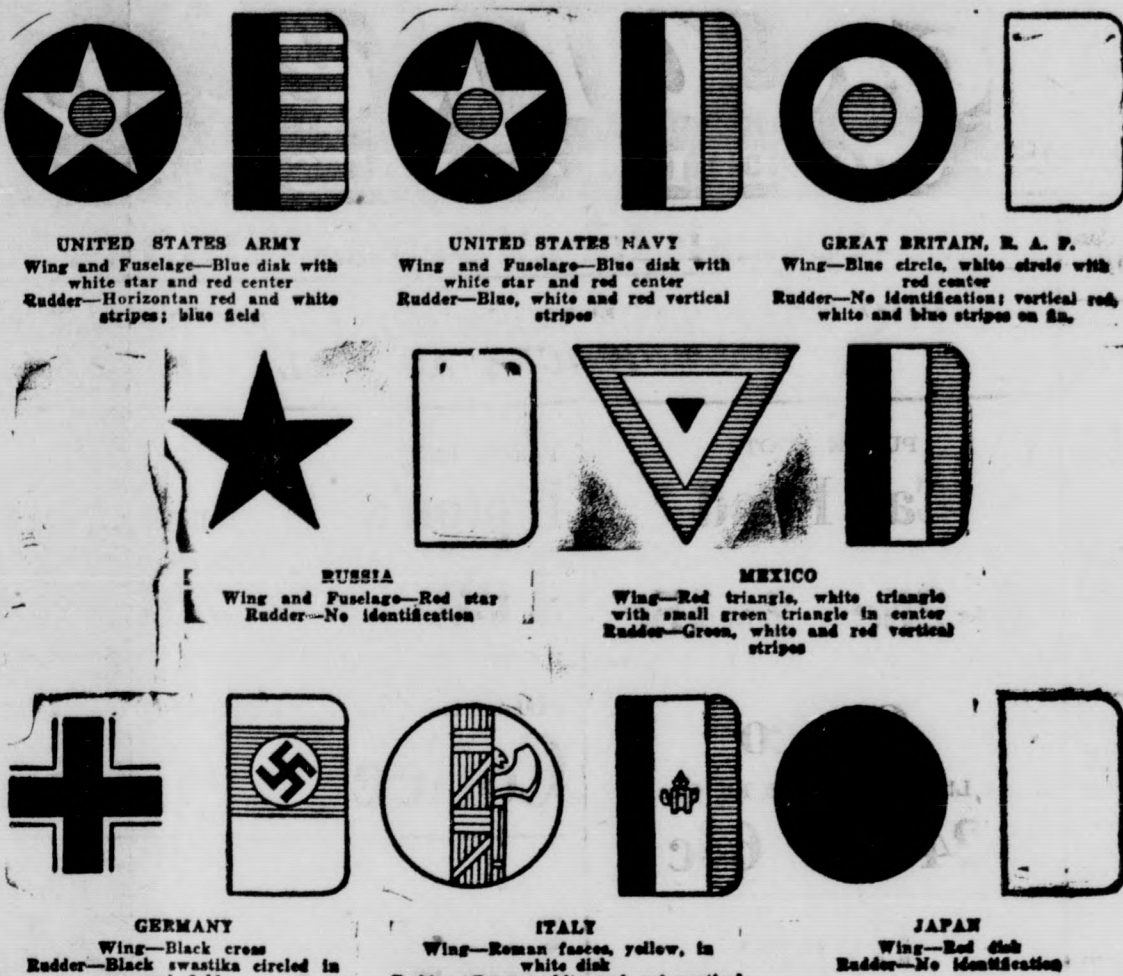 UNITED STATES ARMY
Wing and Fuselage—Blue disk with
white star and red center
Rudder—Horizontan red and white
stripes; blue field
UNITED STATES NAVY
Wing and Fuselage—Blue disk with
white star and red center
Rudder—Blue, white and red vertical
stripes
GREAT BRITAIN, R. A. F.
Wing—Blue circle, white circle with
red center
Rudder—No identification; vertical red,
white and blue stripes on fin.
RUSSIA
Wing and Fuselage—Red star
Rudder—No identification
MEXICO
Wing—Red triangle, white triangle
with small green triangle in center
Rudder—Green, white and red vertical
stripes
GERMANY
Wing—Black cross
Rudder—Black swastika circled in
ITALY
Wing—Roman fasces, yellow, in
white disk
JAPAN
Wing—Red disk
Rudder—No identification